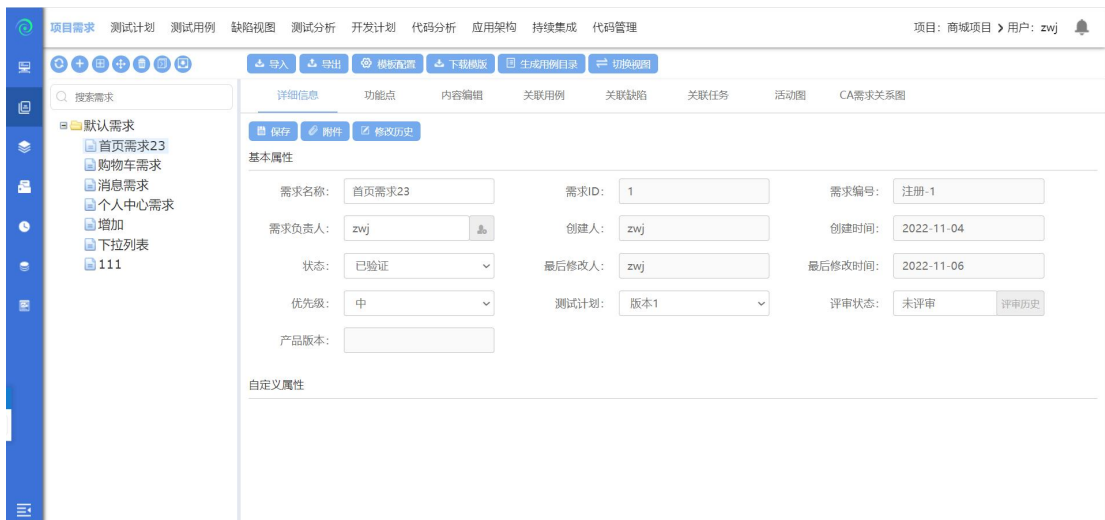 项目需求 测试计划 测试用例 缺陷视图 测试分析 开发计划 代码分析 应用架构 持续集成 代码管理 项目：商城项目 用户：zwj
导入 导出 模板配置 下载模版 生成用例目录 切换视图
搜索需求
默认需求
首页需求23
购物车需求
消息需求
个人中心需求
增加
下拉列表
111
详细信息 功能点 内容编辑 关联用例 关联缺陷 关联任务 活动图 CA需求关系图
保存 附件 修改历史
基本属性
需求名称： 首页需求23 需求ID： 1 需求编号： 注册-1
需求负责人： zwj 创建人： zwj 创建时间： 2022-11-04
状态： 已验证 最后修改人： zwj 最后修改时间： 2022-11-06
优先级： 中 测试计划： 版本1 评审状态： 未评审 评审历史
产品版本：
自定义属性